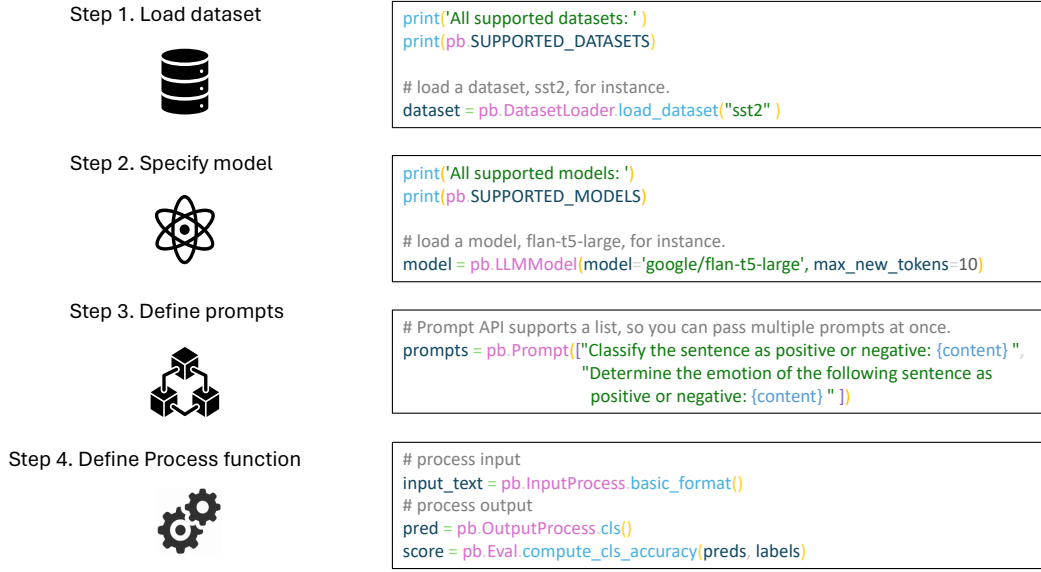 Step 1. Load dataset
print('All supported datasets: ' )
print(pb.SUPPORTED_DATASETS)
# load a dataset, sst2, for instance.
dataset = pb.DatasetLoader.load_dataset("sst2" )
Step 2. Specify model
print('All supported models: ')
print(pb.SUPPORTED_MODELS)
# load a model, flan-t5-large, for instance.
model = pb.LLMModel(model='google/flan-t5-large', max_new_tokens=10)
Step 3. Define prompts
# Prompt API supports a list, so you can pass multiple prompts at once.
prompts = pb.Prompt(["Classify the sentence as positive or negative: {content} ",
"Determine the emotion of the following sentence as
positive or negative: {content} " ])
Step 4. Define Process function
# process input
input_text = pb.InputProcess.basic_format()
# process output
pred = pb.OutputProcess.cls()
score = pb.Eval.compute_cls_accuracy(preds, labels)